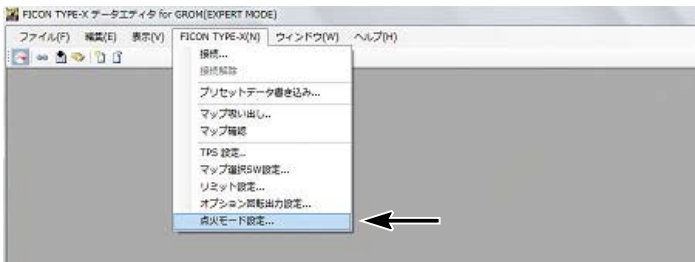 FICON TYPE-X データエディタ for GROM(EXPERT MODE)
ファイル(F) 編集(E) 表示(V) FICON TYPE-X(N) ウィンドウ(W) ヘルプ(H)
接続...
接続解除
プリセットデータ書き込み...
マップ吸い出し...
マップ確認
TPS 設定...
マップ選択SW設定...
リミット設定...
オプション回転出力設定...
点火モード設定...